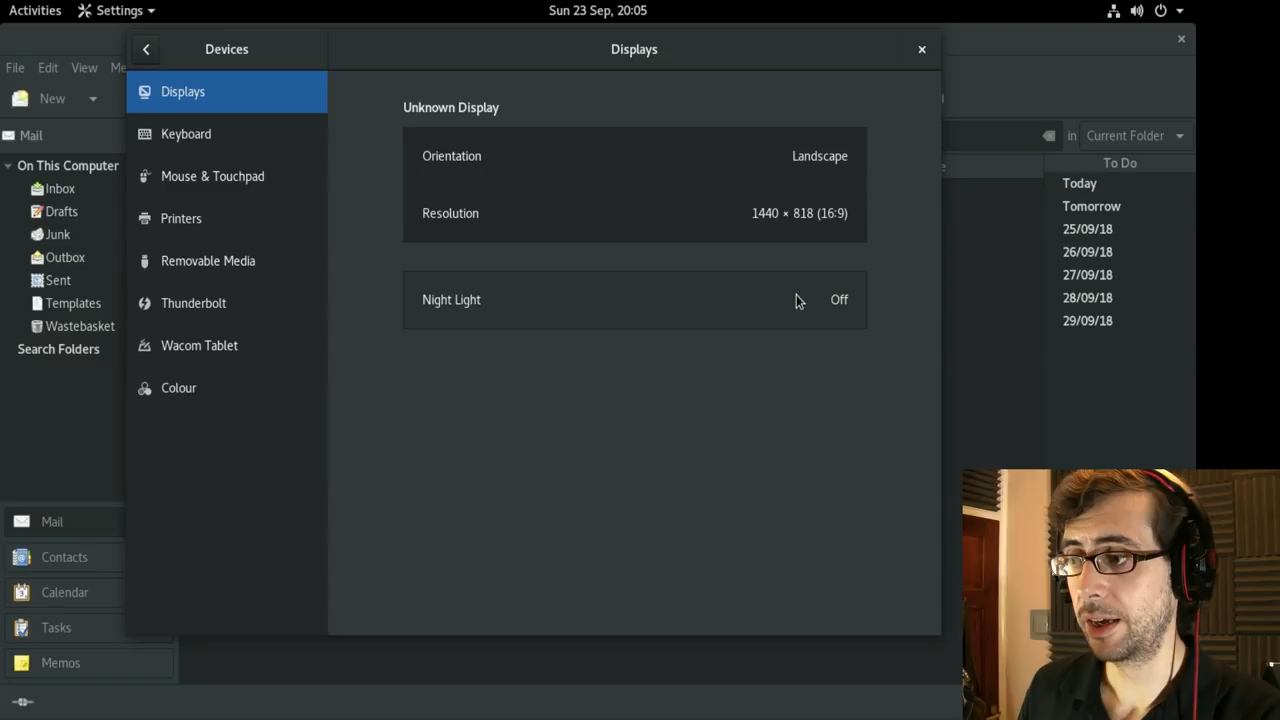 Activities
Settings
Sun 23 Sep, 20:05
Devices
Displays
File Edit View Me
New
Mail
On This Computer
Inbox
Drafts
Junk
Outbox
Sent
Templates
Wastebasket
Search Folders
Mail
Contacts
Calendar
Tasks
Memos
Displays
Keyboard
Mouse & Touchpad
Printers
Removable Media
Thunderbolt
Wacom Tablet
Colour
Unknown Display
Orientation Landscape
Resolution 1440 × 818 (16:9)
Night Light Off
in Current Folder
To Do
Today
Tomorrow
25/09/18
26/09/18
27/09/18
28/09/18
29/09/18